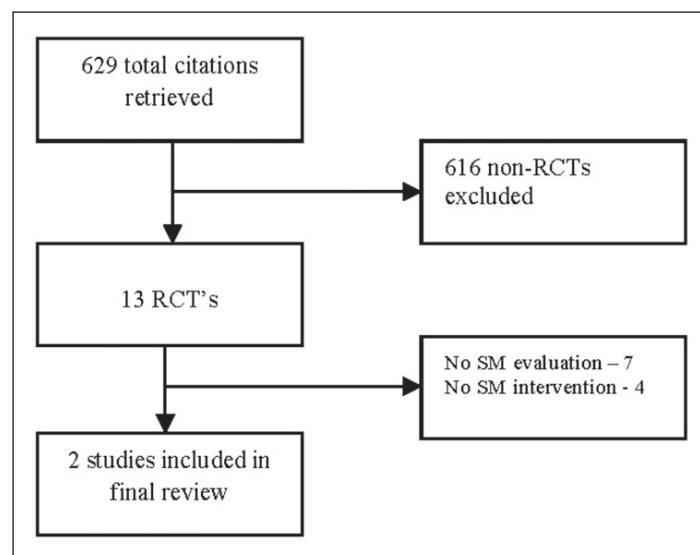 629 total citations
retrieved
616 non-RCTs
excluded
13 RCT’s
No SM evaluation – 7
No SM intervention - 4
2 studies included in
final review